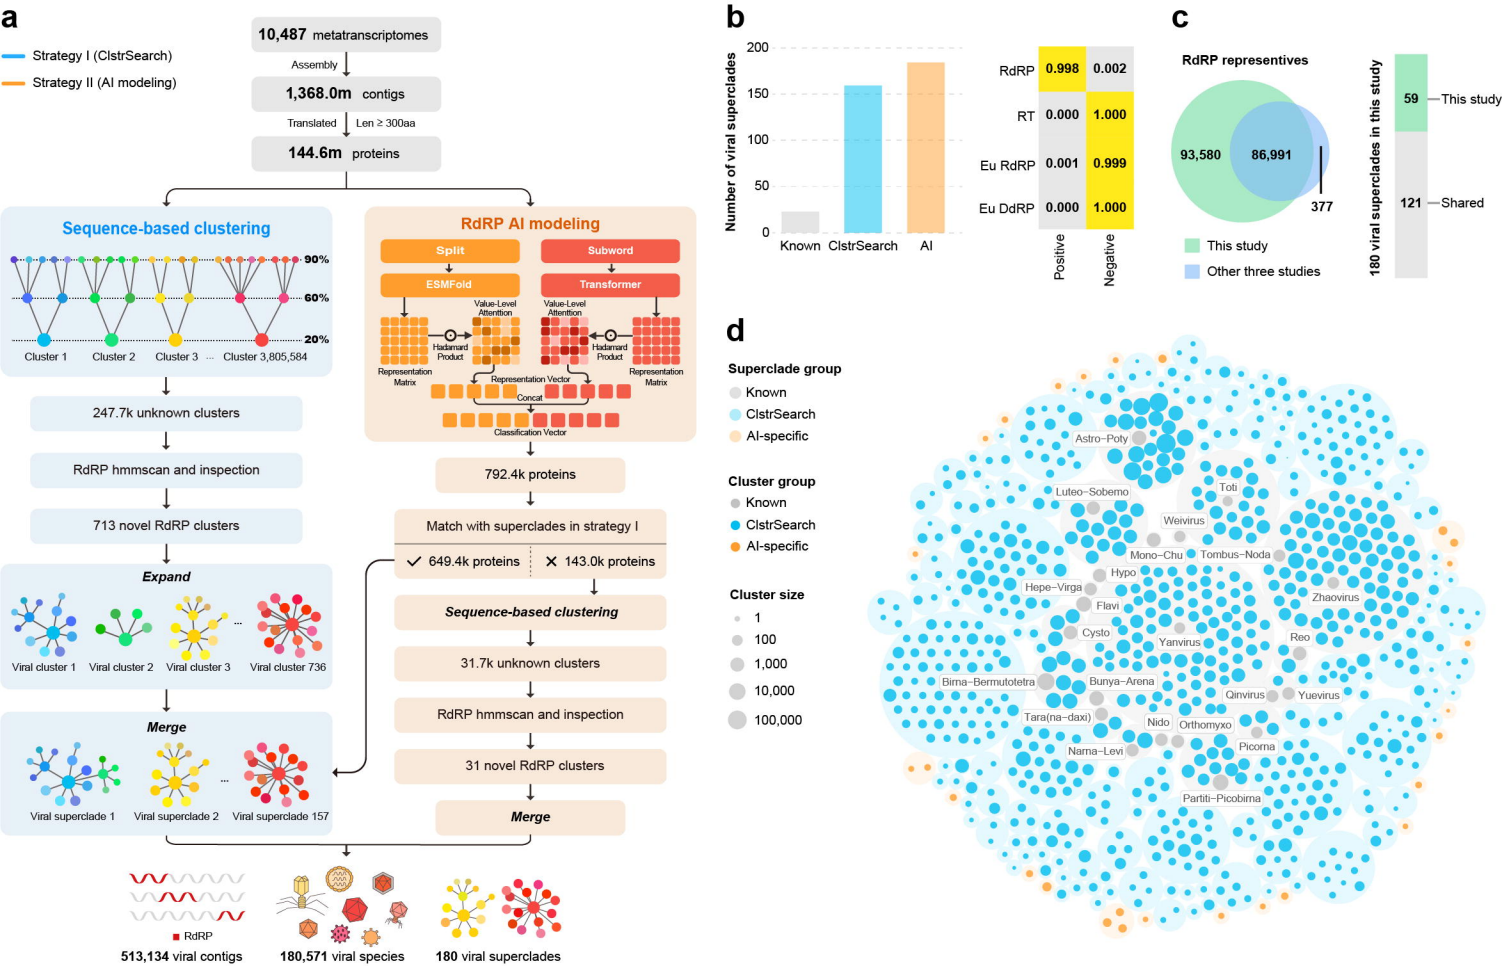 a
Strategy I (ClstrSearch)
Strategy II (AI modeling)
10,487 metatranscriptomes
Assembly
1,368.0m contigs
Translated
Len ≥ 300aa
144.6m proteins
Sequence-based clustering
90%
60%
20%
Cluster 1
Cluster 2
Cluster 3
...
Cluster 3,805,584
247.7k unknown clusters
RdRP hmmscan and inspection
713 novel RdRP clusters
Expand
...
Viral cluster 1
Viral cluster 2
Viral cluster 3
Viral cluster 736
Merge
...
Viral superclade 1
Viral superclade 2
Viral superclade 157
RdRP AI modeling
Split
Subword
ESMFold
Transformer
Value-Level
Attenttion
Value-Level
Attenttion
Hadamard
Product
Hadamard
Product
Representation
Matrix
Representation
Matrix
Representation Vector
Concat
Classification Vector
792.4k proteins
Match with superclades in strategy I
649.4k proteins
143.0k proteins
Sequence-based clustering
31.7k unknown clusters
RdRP hmmscan and inspection
31 novel RdRP clusters
Merge
RdRP
513,134 viral contigs
180,571 viral species
180 viral superclades
b
Number of viral superclades
200
150
100
50
0
Known
ClstrSearch
AI
RdRP
0.998
0.002
RT
0.000
1.000
Eu RdRP
0.001
0.999
Eu DdRP
0.000
1.000
Positive
Negative
c
RdRP representives
93,580
86,991
377
This study
Other three studies
180 viral superclades in this study
59
This study
121
Shared
d
Superclade group
Known
ClstrSearch
AI-specific
Cluster group
Known
ClstrSearch
AI-specific
Cluster size
1
100
1,000
10,000
100,000
Astro-Poty
Luteo-Sobemo
Toti
Weivirus
Mono-Chu
Tombus-Noda
Hypo
Hepe-Virga
Flavi
Zhaovirus
Cysto
Yanvirus
Reo
Birna-Bermutotetra
Bunya-Arena
Qinvirus
Yuevirus
Tara(na-daxi)
Nido
Orthomyxo
Narna-Levi
Picorna
Partiti-Picobirna